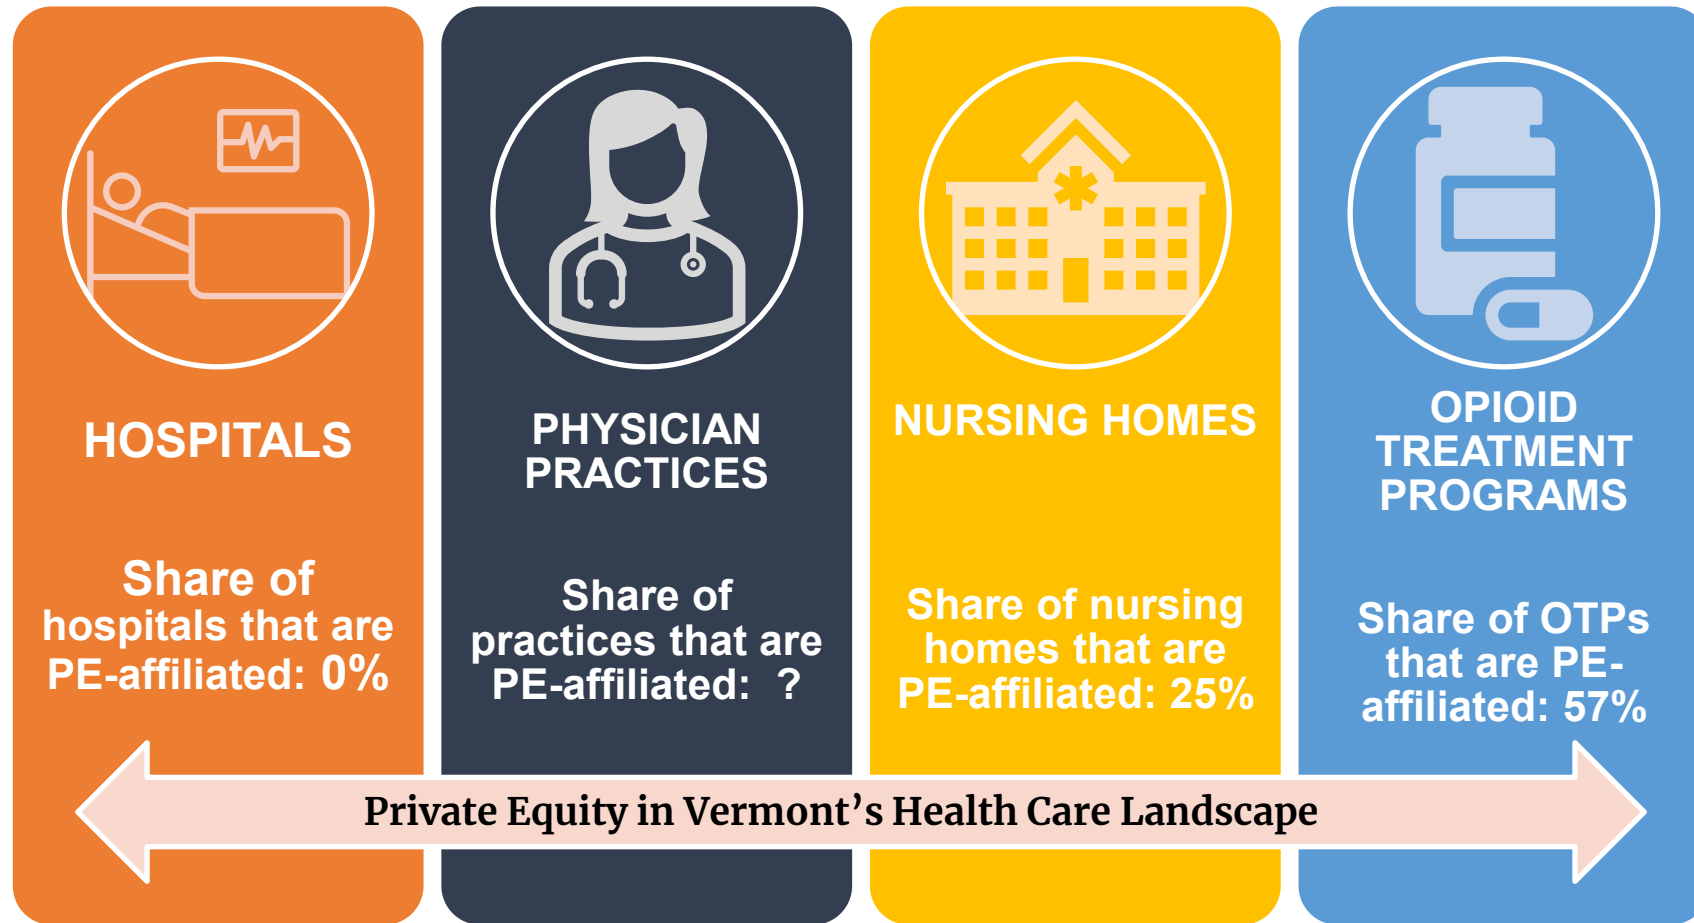 HOSPITALS
Share of
hospitals that are
PE-affiliated: 0%
PHYSICIAN
PRACTICES
Share of
practices that are
PE-affiliated: ?
NURSING HOMES
Share of nursing
homes that are
PE-affiliated: 25%
OPIOID
TREATMENT
PROGRAMS
Share of OTPs
that are PE-
affiliated: 57%
Private Equity in Vermont’s Health Care Landscape